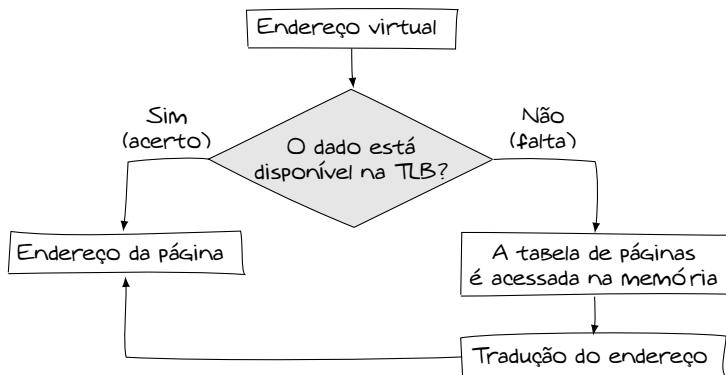 Endereço virtual
Sim
(acerto)
Não
(falta)
O dado está
disponível na TLB?
Endereço da página
A tabela de páginas
é acessada na memória
Tradução do endereço